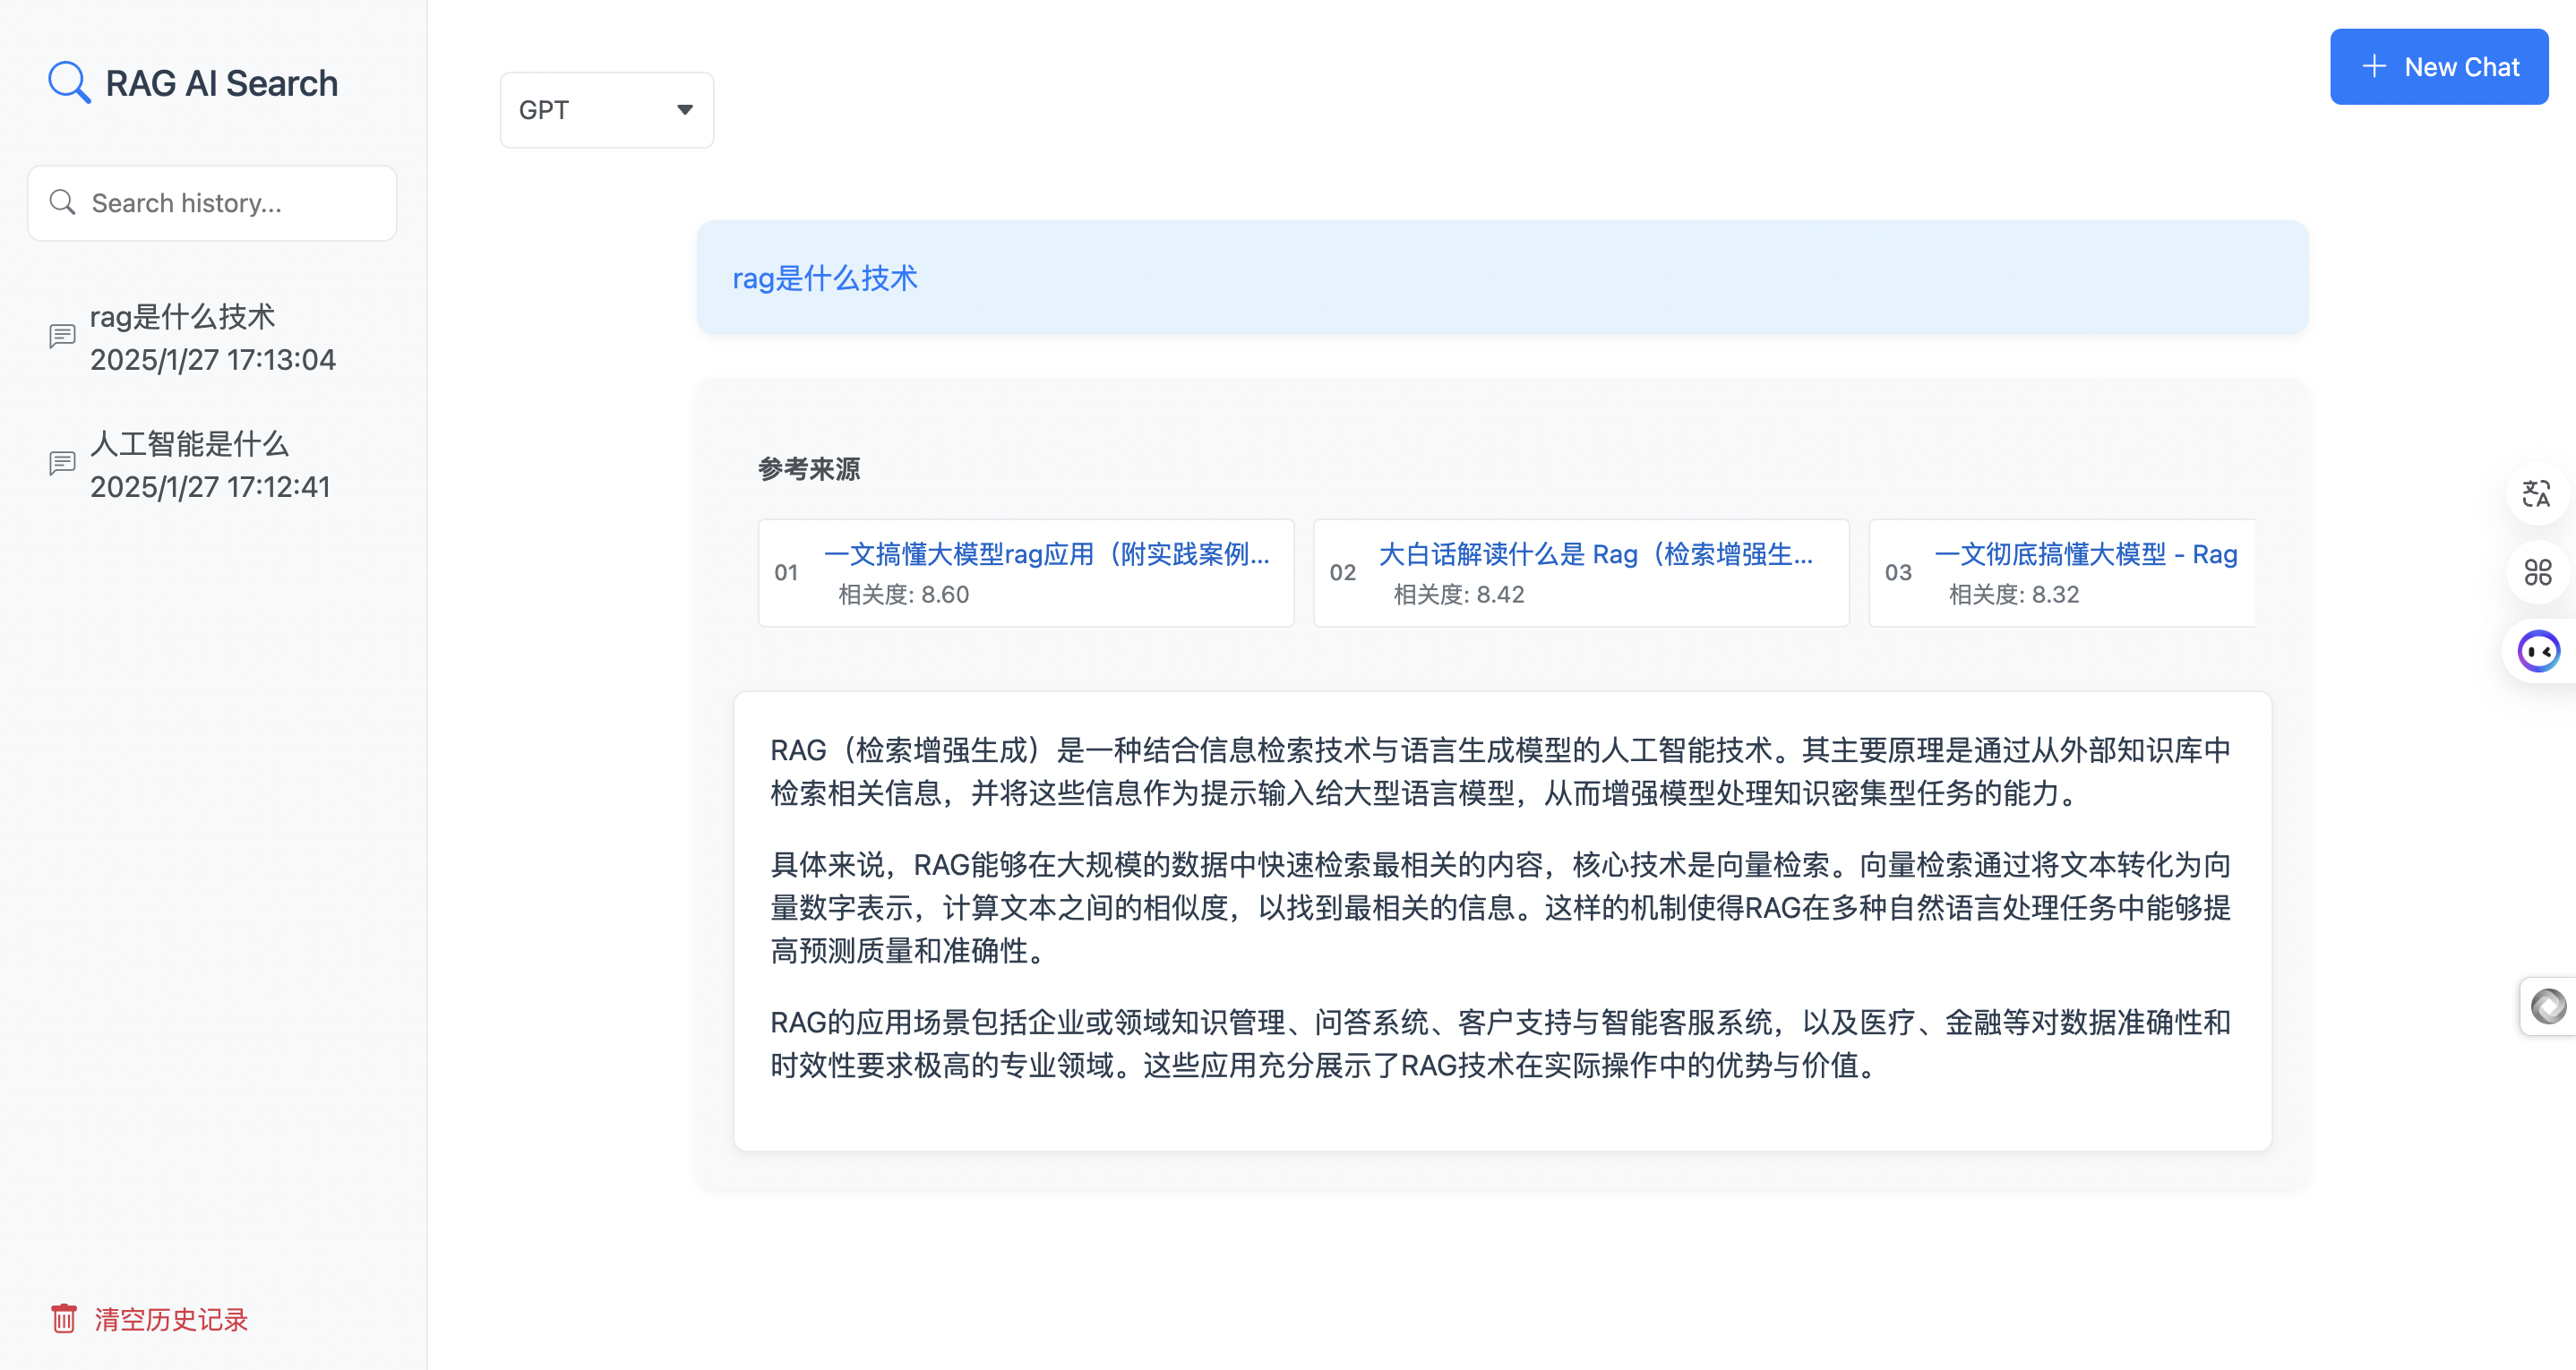 RAG AI Search
Search history...
rag是什么技术
2025/1/27 17:13:04
人工智能是什么
2025/1/27 17:12:41
清空历史记录
GPT
New Chat
rag是什么技术
参考来源
01
一文搞懂大模型rag应用（附实践案例...
相关度: 8.60
02
大白话解读什么是 Rag（检索增强生...
相关度: 8.42
03
一文彻底搞懂大模型 - Rag
相关度: 8.32
RAG（检索增强生成）是一种结合信息检索技术与语言生成模型的人工智能技术。其主要原理是通过从外部知识库中
检索相关信息，并将这些信息作为提示输入给大型语言模型，从而增强模型处理知识密集型任务的能力。
具体来说，RAG能够在大规模的数据中快速检索最相关的内容，核心技术是向量检索。向量检索通过将文本转化为向
量数字表示，计算文本之间的相似度，以找到最相关的信息。这样的机制使得RAG在多种自然语言处理任务中能够提
高预测质量和准确性。
RAG的应用场景包括企业或领域知识管理、问答系统、客户支持与智能客服系统，以及医疗、金融等对数据准确性和
时效性要求极高的专业领域。这些应用充分展示了RAG技术在实际操作中的优势与价值。